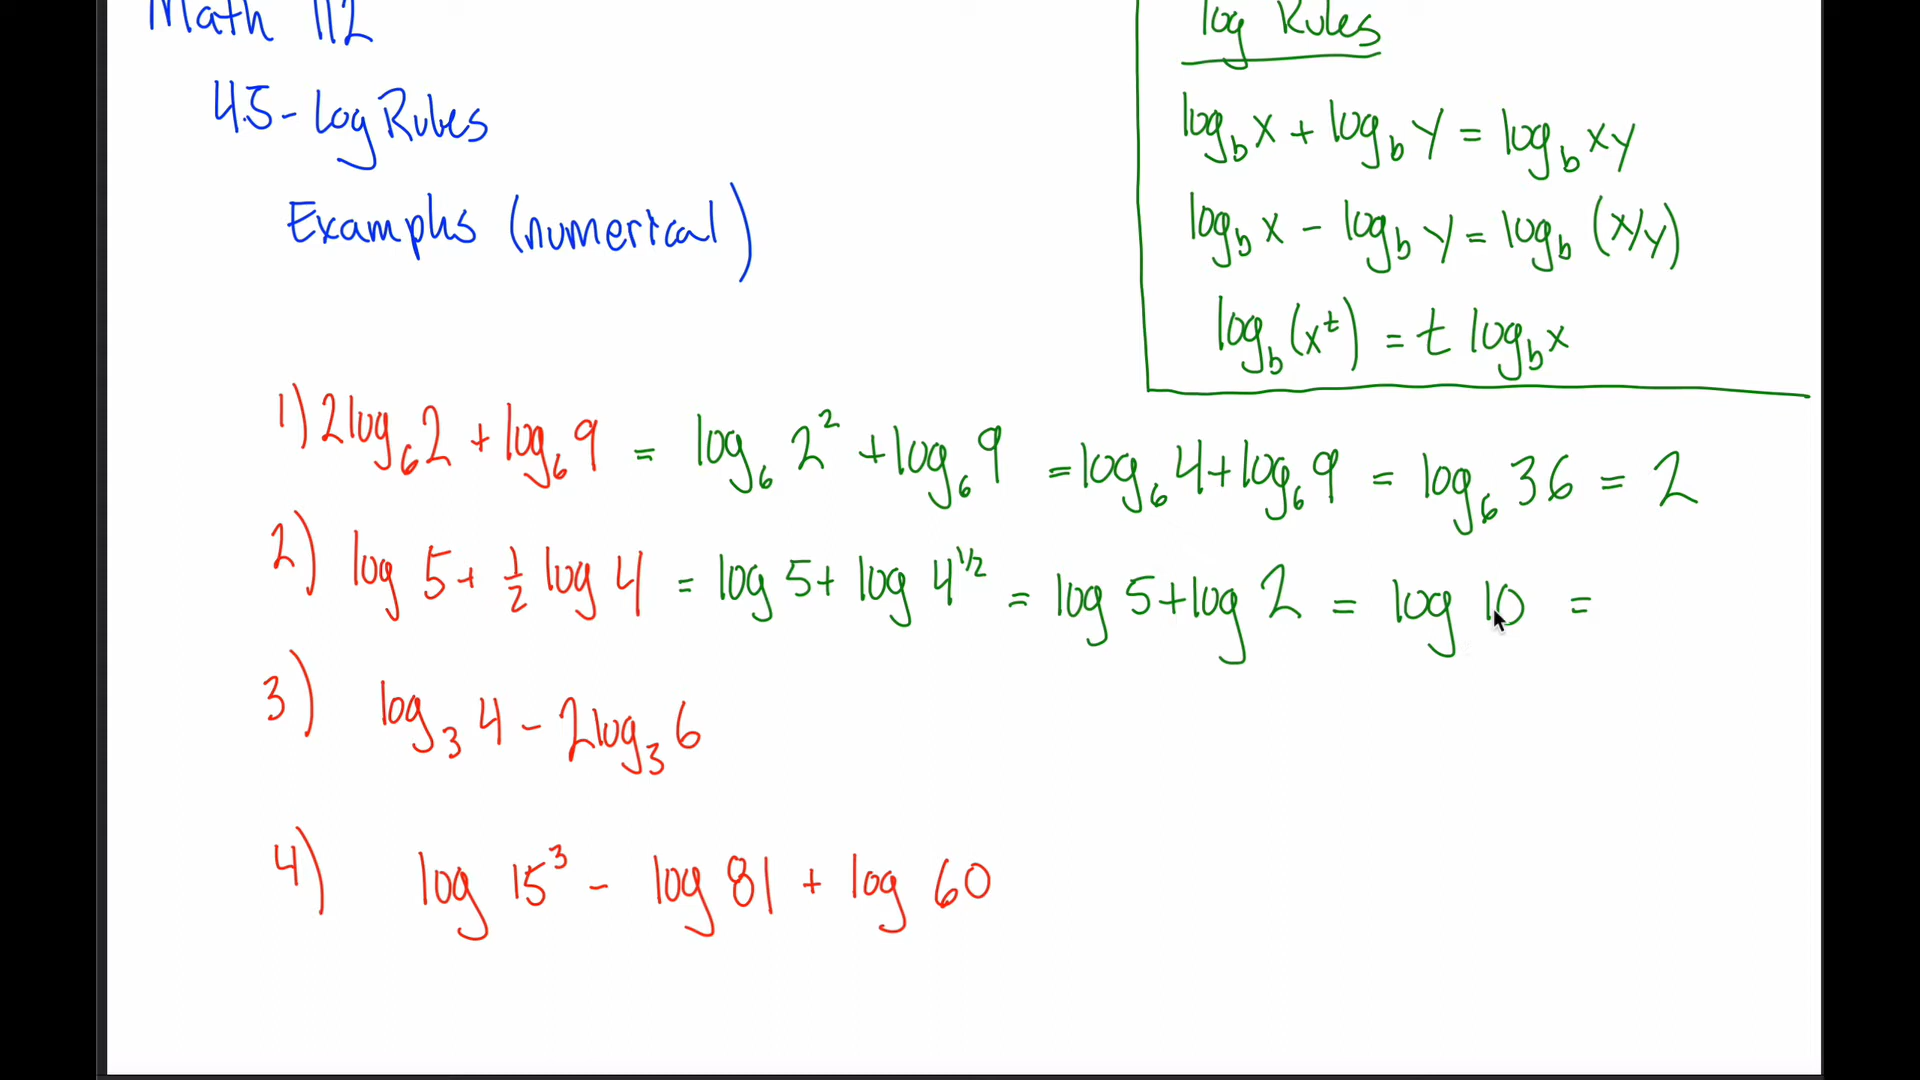 Math 112
4.5 - Log Rules
Examples (numerical)
log Rules
log_b x + log_b y = log_b xy
log_b x - log_b y = log_b (x/y)
log_b (x^t) = t log_b x
1) 2log_6 2 + log_6 9 = log_6 2^2 + log_6 9 = log_6 4 + log_6 9 = log_6 36 = 2
2) log 5 + 1/2 log 4 = log 5 + log 4^1/2 = log 5 + log 2 = log 10 =
3) log_3 4 - 2log_3 6
4) log 15^3 - log 81 + log 60